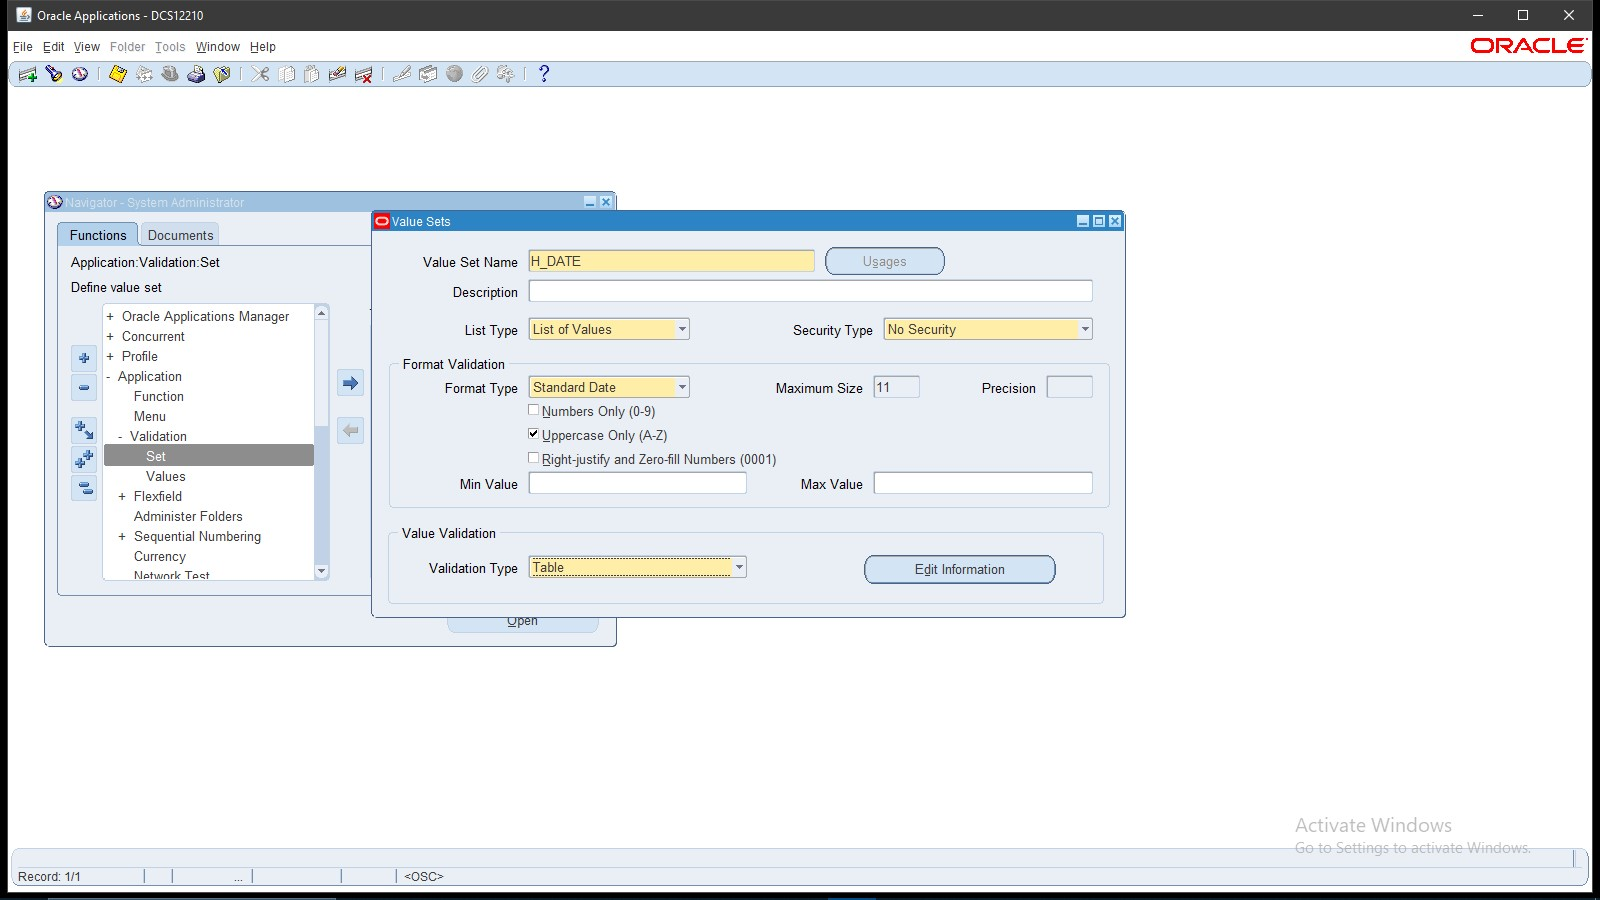 Oracle Applications - DCS12210
File Edit View Folder Tools Window Help
ORACLE
Navigator - System Administrator
Functions Documents
Application:Validation:Set
Define value set
+ Oracle Applications Manager
+ Concurrent
+ Profile
- Application
Function
Menu
- Validation
Set
Values
+ Flexfield
Administer Folders
+ Sequential Numbering
Currency
Network Test
Open
Value Sets
Value Set Name H_DATE Usages
Description
List Type List of Values Security Type No Security
Format Validation
Format Type Standard Date Maximum Size 11 Precision
Numbers Only (0-9)
Uppercase Only (A-Z)
Right-justify and Zero-fill Numbers (0001)
Min Value Max Value
Value Validation
Validation Type Table Edit Information
Activate Windows
Go to Settings to activate Windows.
Record: 1/1 ... <OSC>